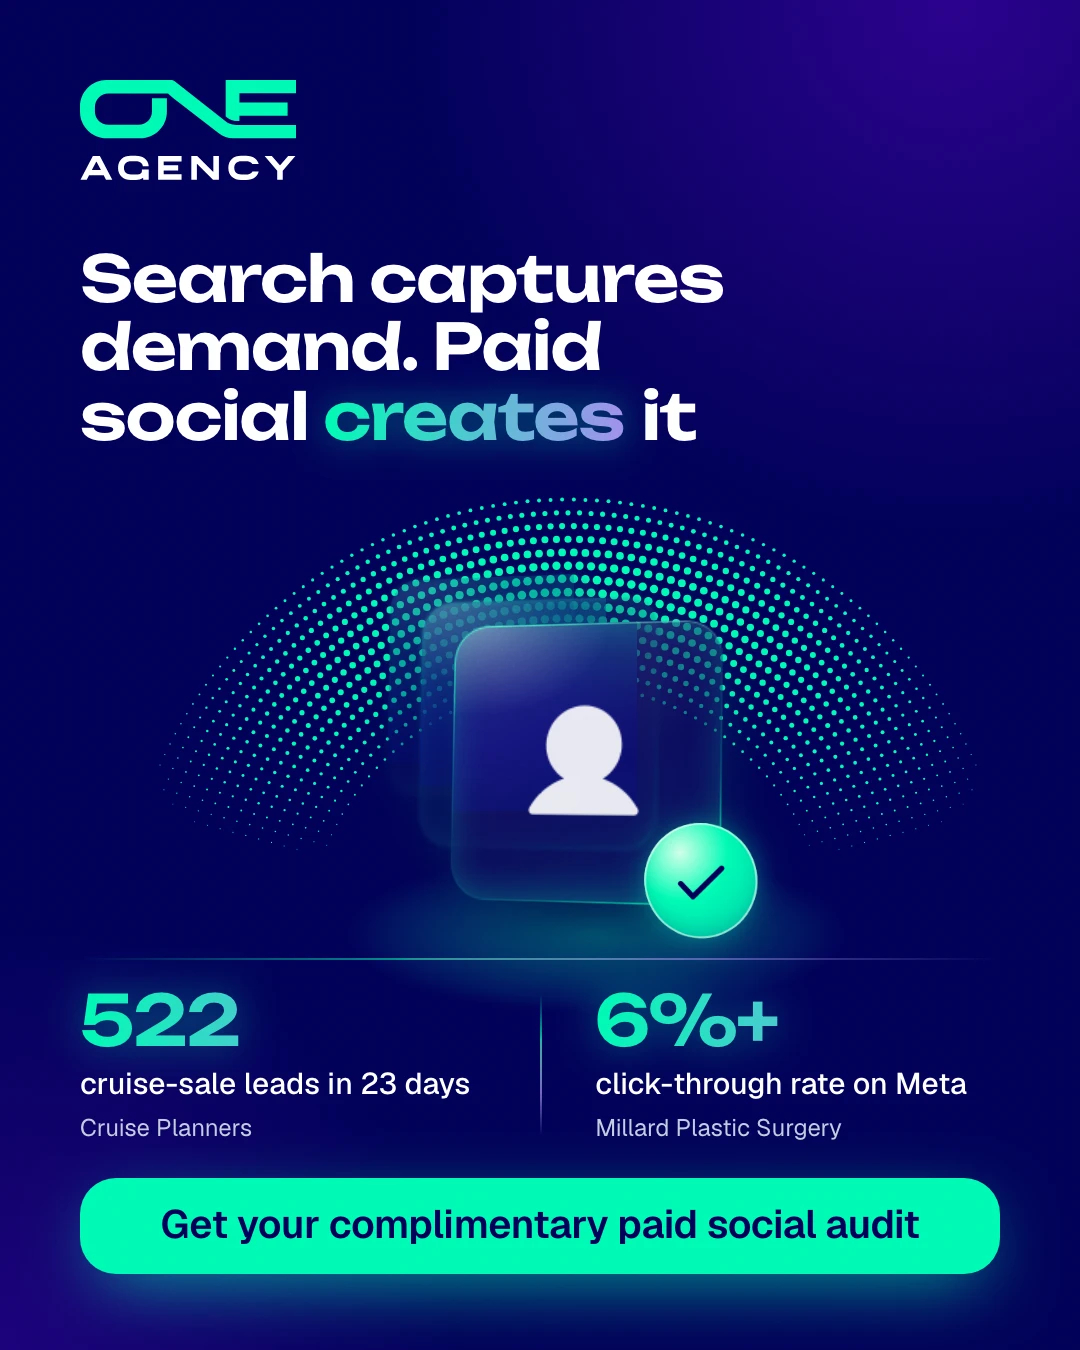 ONE
AGENCY
Search captures
demand. Paid
social creates it
522
cruise-sale leads in 23 days
Cruise Planners
6%+
click-through rate on Meta
Millard Plastic Surgery
Get your complimentary paid social audit